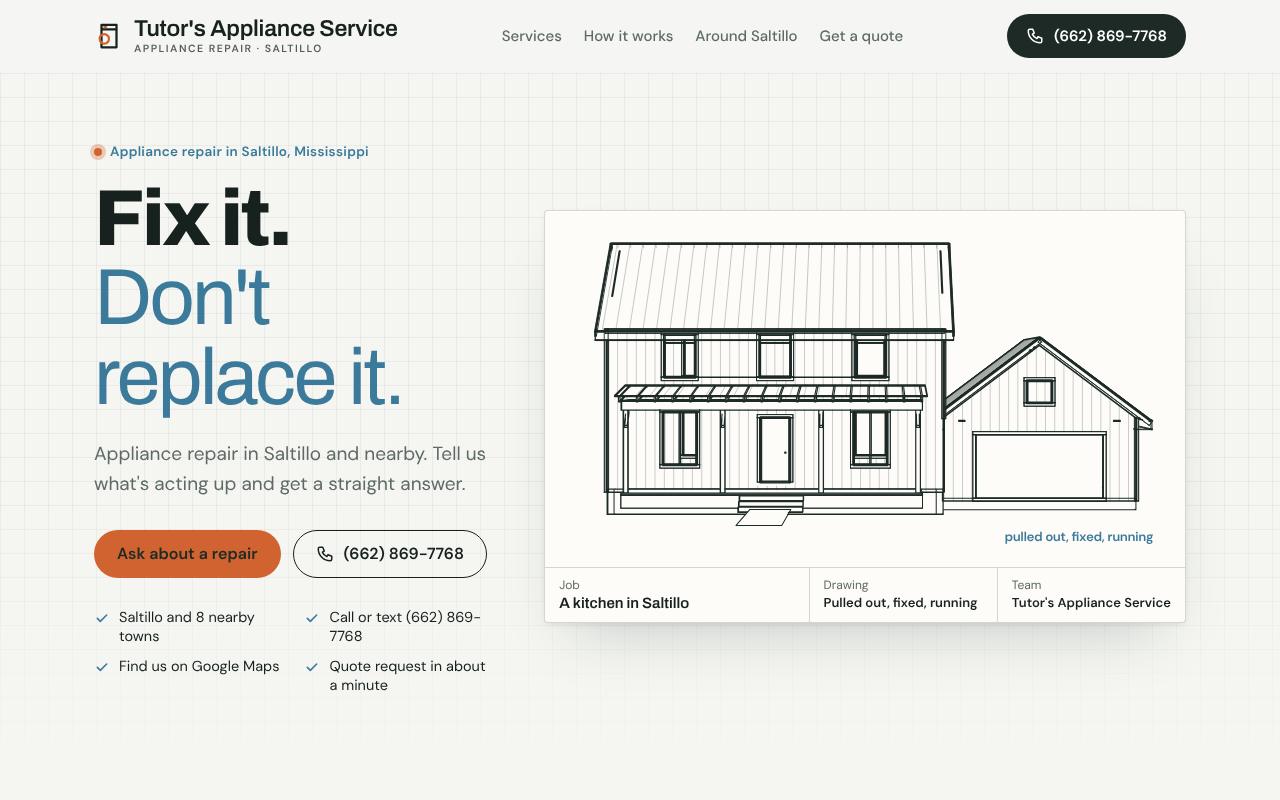 Tutor's Appliance Service
APPLIANCE REPAIR · SALTILLO
Services
How it works
Around Saltillo
Get a quote
(662) 869-7768
Appliance repair in Saltillo, Mississippi
Fix it.
Don't
replace it.
Appliance repair in Saltillo and nearby. Tell us
what's acting up and get a straight answer.
Ask about a repair
(662) 869-7768
Saltillo and 8 nearby
towns
Call or text (662) 869-
7768
Find us on Google Maps
Quote request in about
a minute
pulled out, fixed, running
Job
A kitchen in Saltillo
Drawing
Pulled out, fixed, running
Team
Tutor's Appliance Service